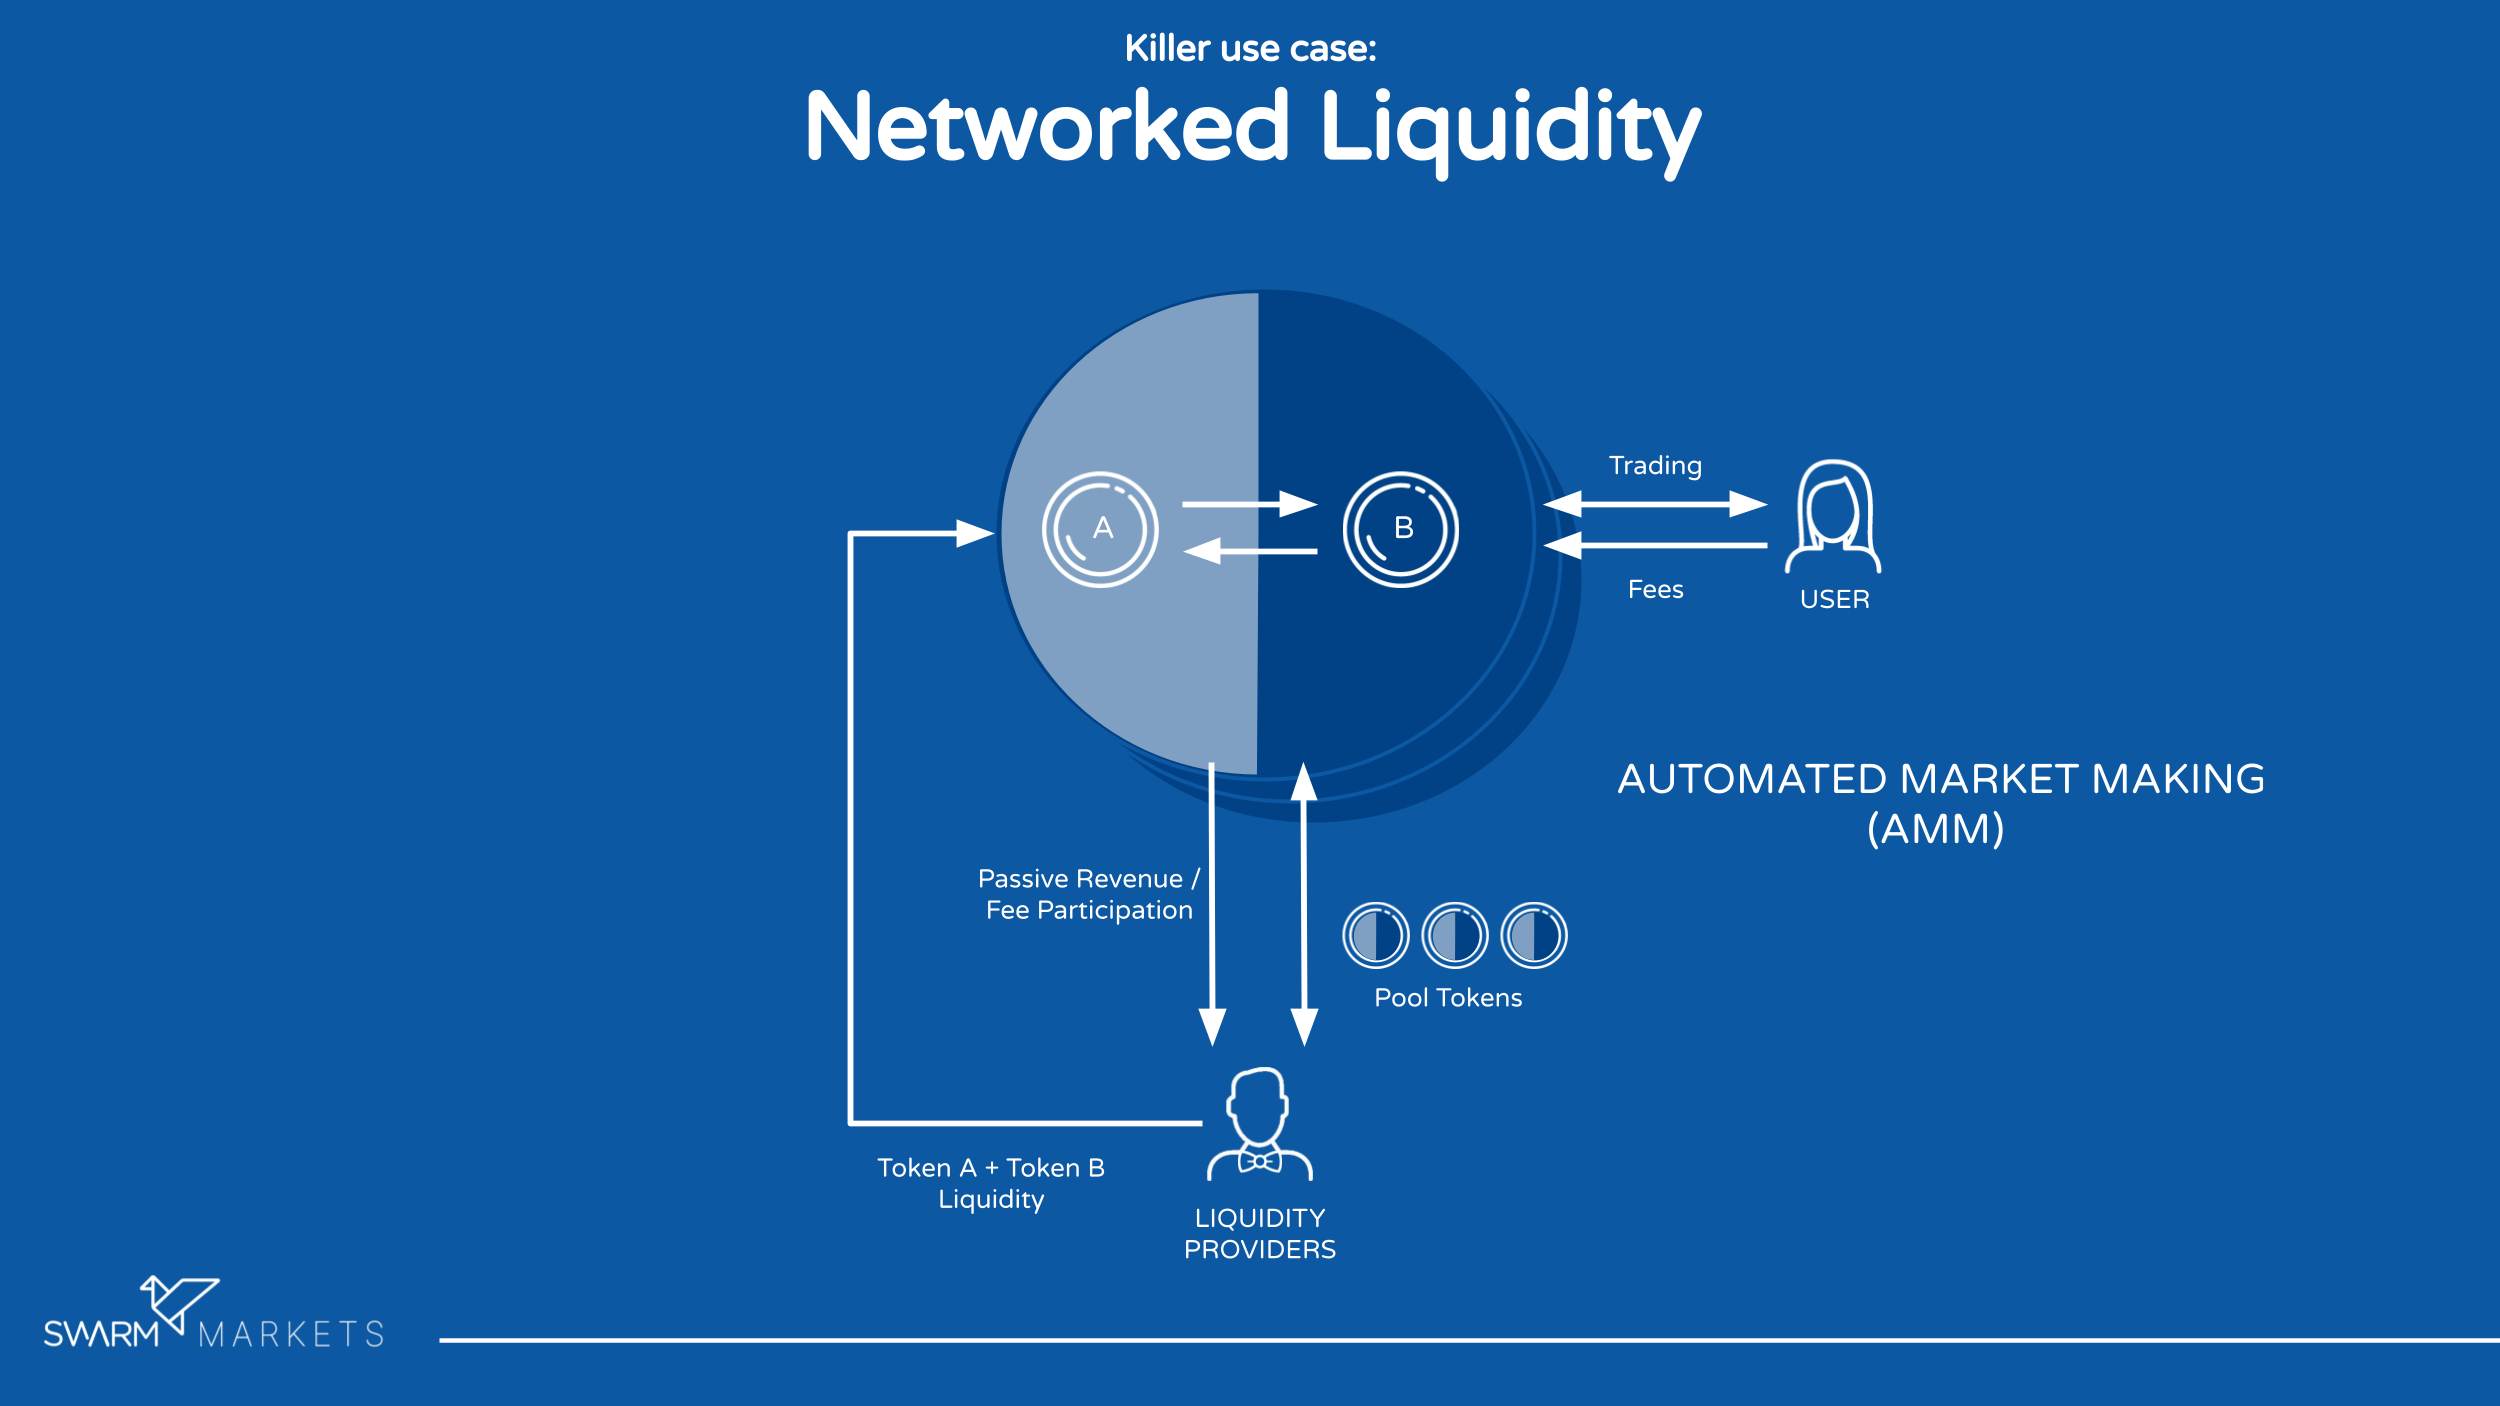 Killer use case:
Networked Liquidity
A
B
Trading
Fees
USER
AUTOMATED MARKET MAKING
(AMM)
Passive Revenue /
Fee Participation
Pool Tokens
Token A + Token B
Liquidity
LIQUIDITY
PROVIDERS
SWARM MARKETS